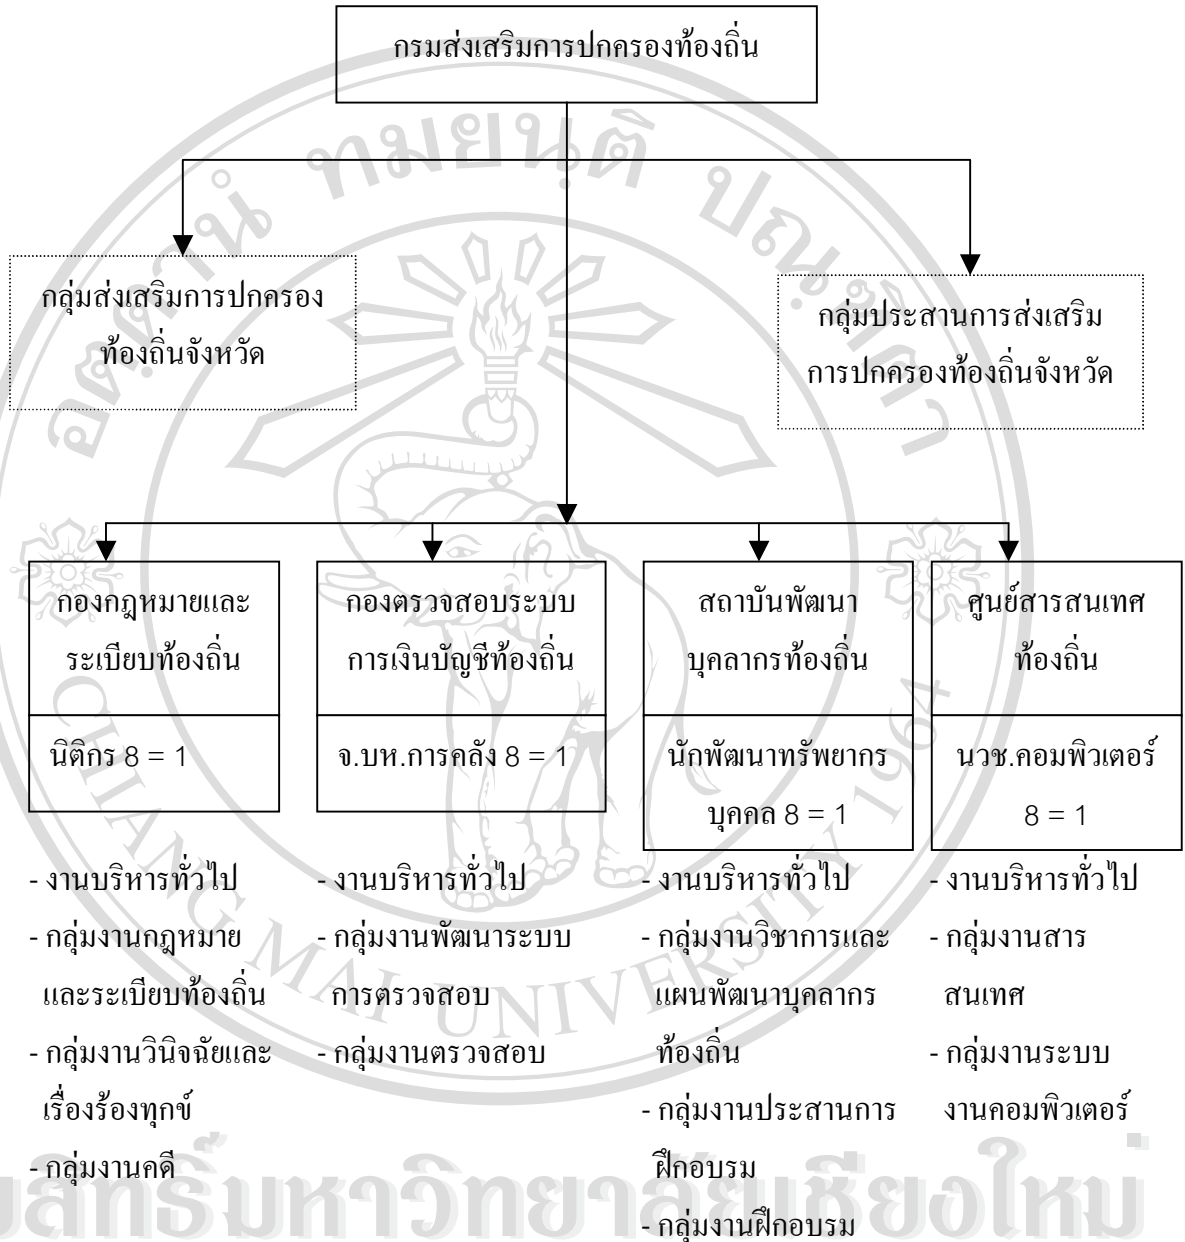 กรมส่งเสริมการปกครองท้องถิ่น
กลุ่มส่งเสริมการปกครอง
ท้องถิ่นจังหวัด
กลุ่มประสานการส่งเสริม
การปกครองท้องถิ่นจังหวัด
กองกฎหมายและ
ระเบียบท้องถิ่น
นิติกร 8 = 1
- งานบริหารทั่วไป
- กลุ่มงานกฎหมาย
และระเบียบท้องถิ่น
- กลุ่มงานวินิจฉัยและ
เรื่องร้องทุกข์
- กลุ่มงานคดี
กองตรวจสอบระบบ
การเงินบัญชีท้องถิ่น
จ.บห.การคลัง 8 = 1
- งานบริหารทั่วไป
- กลุ่มงานพัฒนาระบบ
การตรวจสอบ
- กลุ่มงานตรวจสอบ
สถาบันพัฒนา
บุคลากรท้องถิ่น
นักพัฒนาทรัพยากร
บุคคล 8 = 1
- งานบริหารทั่วไป
- กลุ่มงานวิชาการและ
แผนพัฒนาบุคลากร
ท้องถิ่น
- กลุ่มงานประสานการ
ฝึกอบรม
- กลุ่มงานฝึกอบรม
ศูนย์สารสนเทศ
ท้องถิ่น
นวช.คอมพิวเตอร์
8 = 1
- งานบริหารทั่วไป
- กลุ่มงานสาร
สนเทศ
- กลุ่มงานระบบ
งานคอมพิวเตอร์
อตฺตานํ ทมยนฺติ ปณฺฑิตา
CHIANG MAI UNIVERSITY 1964
สิทธิ์มหาวิทยาลัยเชียงใหม่